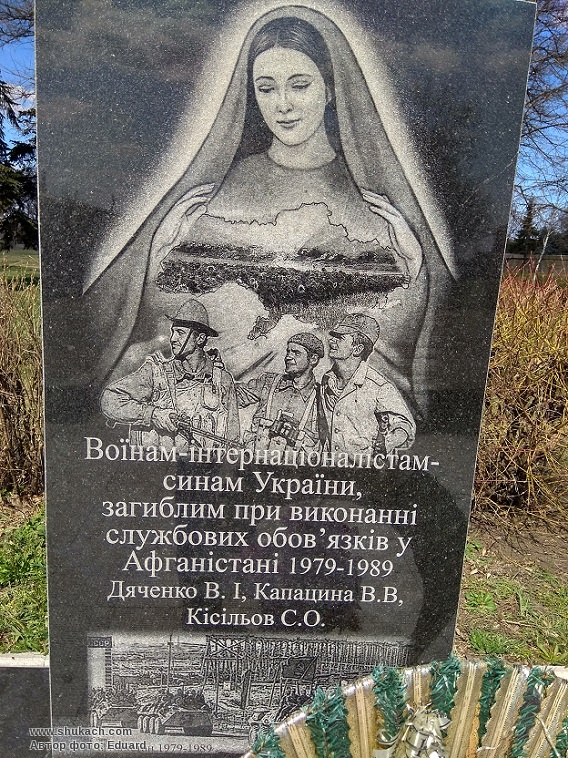 Воїнам-інтернаціоналістам-
синам України,
загиблим при виконанні
службових обов’язків у
Афганістані 1979-1989
Дяченко В. І, Капацина В.В,
Кісільов С.О.
www.shukach.com
Автор фото: Eduard
1979-1989